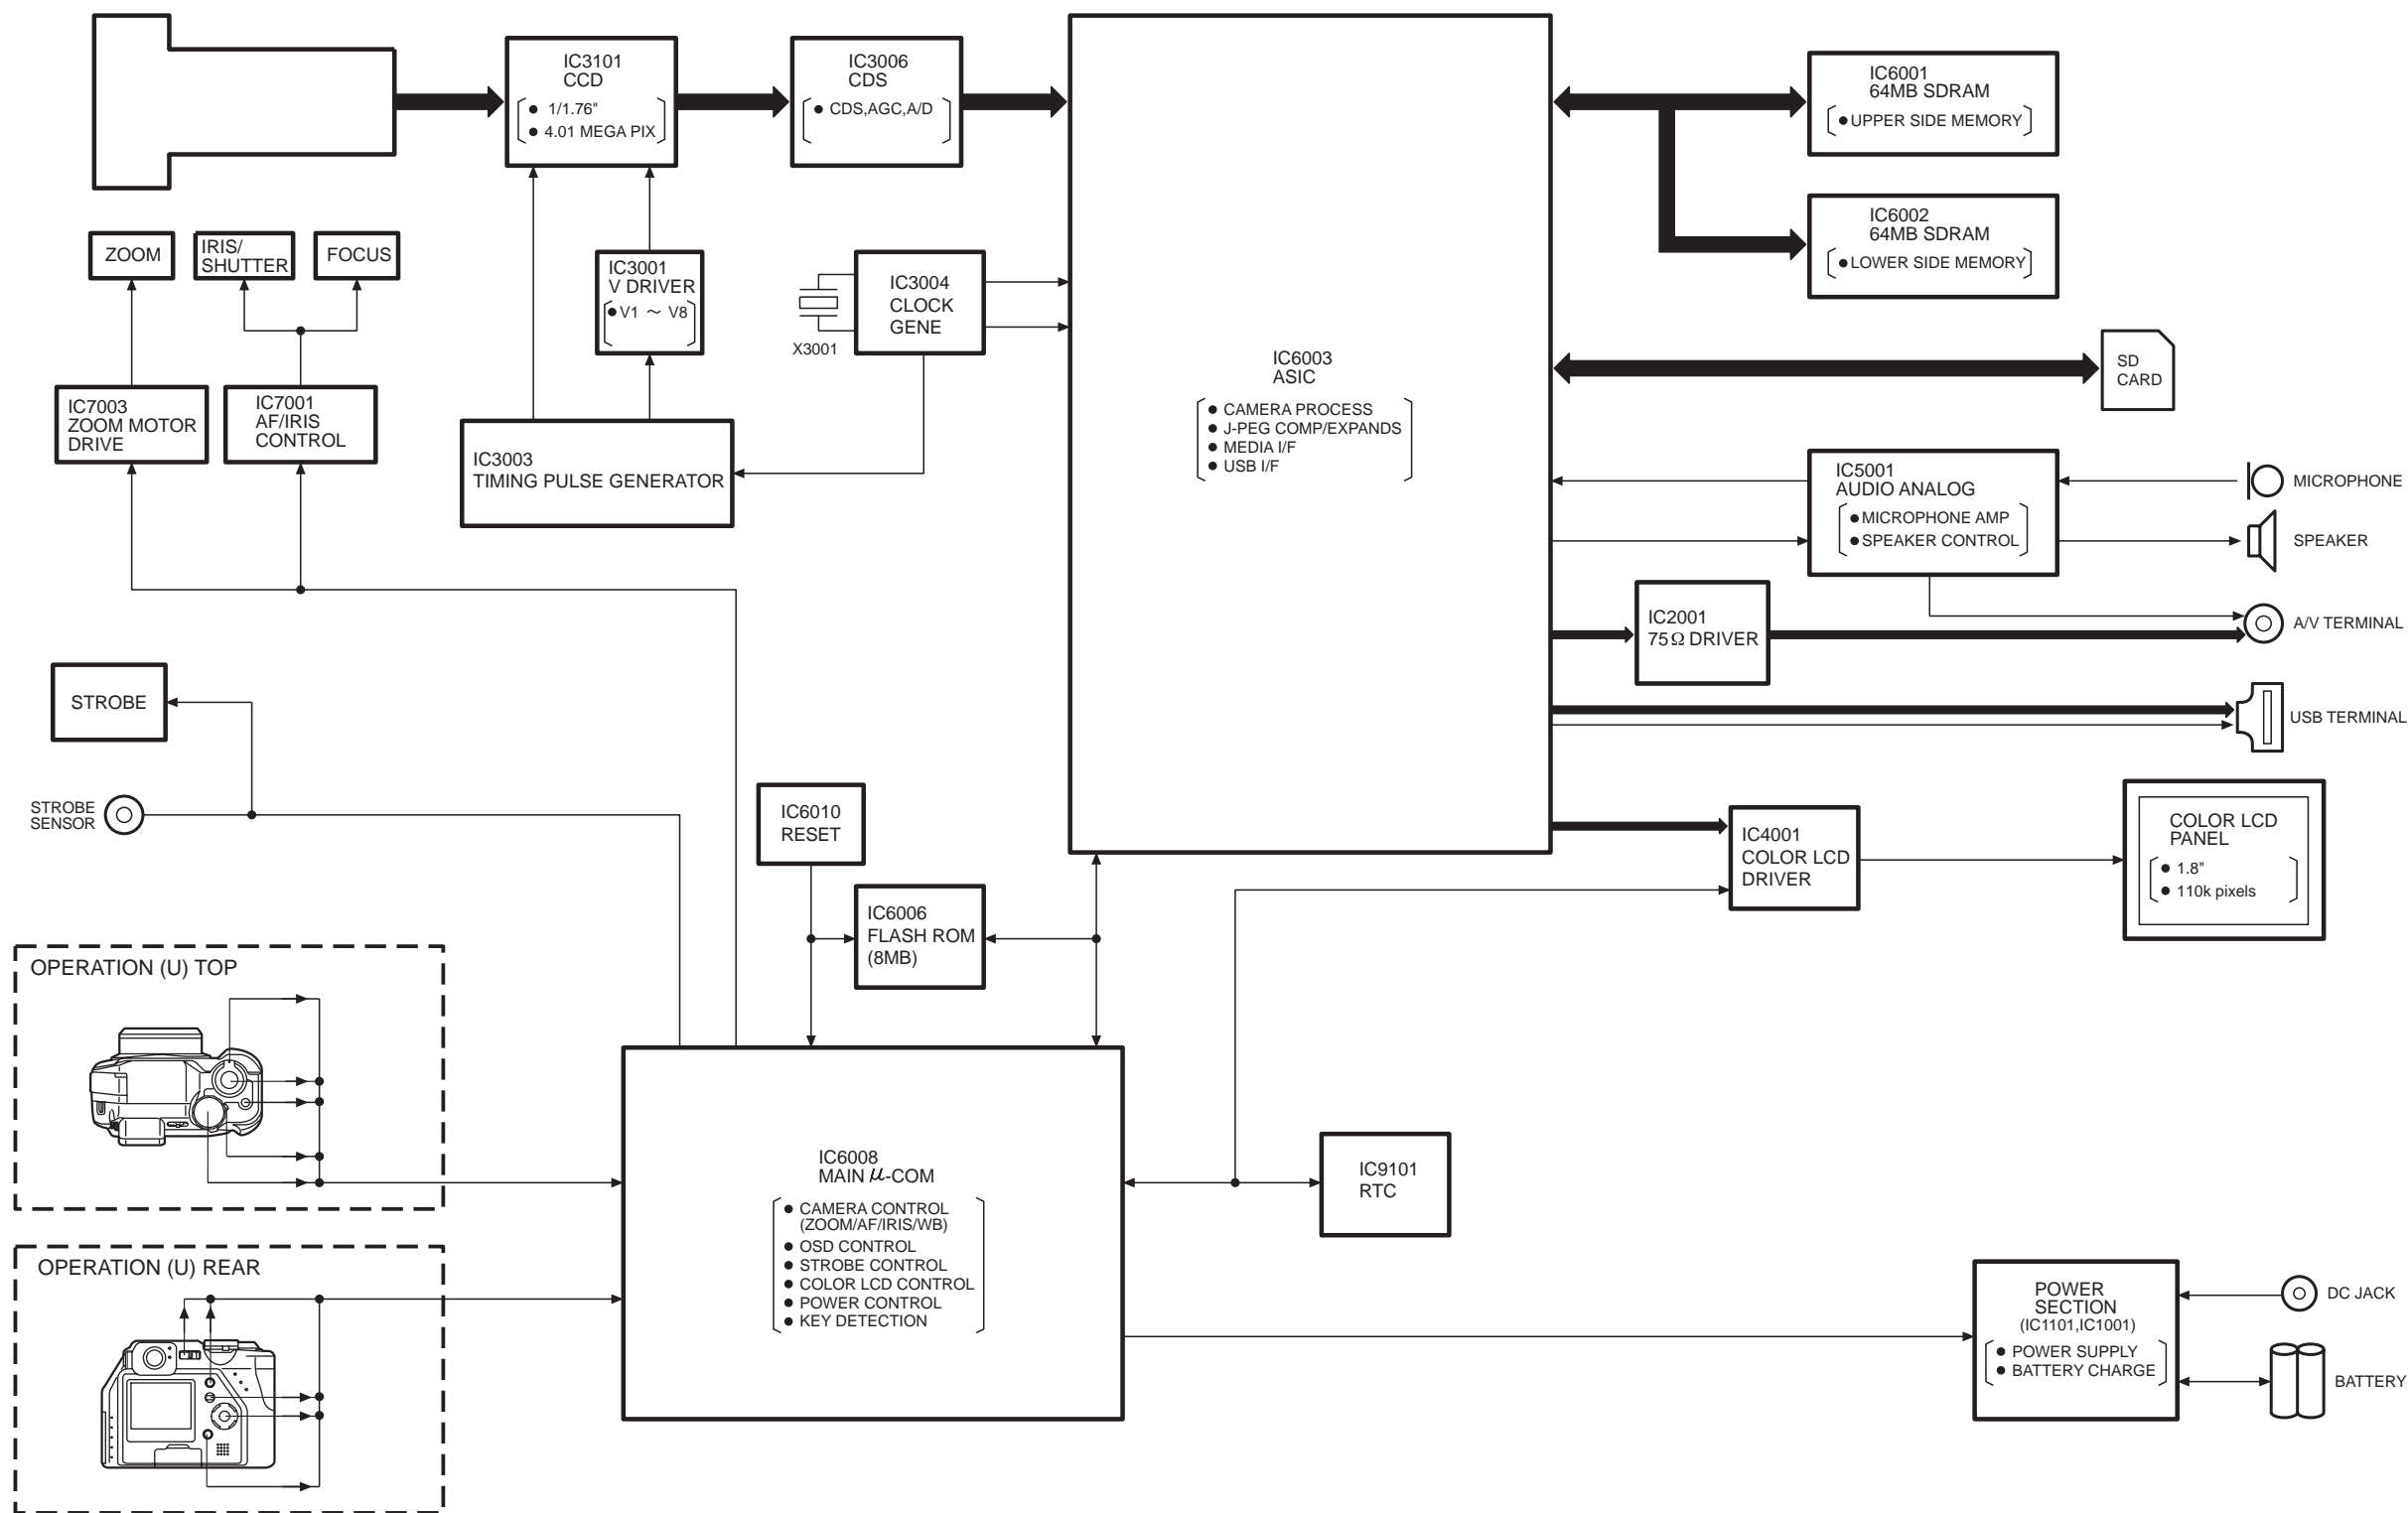 IC3101
CCD
● 1/1.76"
● 4.01 MEGA PIX
IC3006
CDS
● CDS,AGC,A/D
IC6001
64MB SDRAM
● UPPER SIDE MEMORY
IC6002
64MB SDRAM
● LOWER SIDE MEMORY
ZOOM
IRIS/
SHUTTER
FOCUS
IC3001
V DRIVER
● V1 ～ V8
X3001
IC3004
CLOCK
GENE
IC6003
ASIC
● CAMERA PROCESS
● J-PEG COMP/EXPANDS
● MEDIA I/F
● USB I/F
SD
CARD
IC7003
ZOOM MOTOR
DRIVE
IC7001
AF/IRIS
CONTROL
IC3003
TIMING PULSE GENERATOR
IC5001
AUDIO ANALOG
● MICROPHONE AMP
● SPEAKER CONTROL
MICROPHONE
SPEAKER
IC2001
75Ω DRIVER
A/V TERMINAL
USB TERMINAL
STROBE
STROBE
SENSOR
IC6010
RESET
IC6006
FLASH ROM
(8MB)
IC4001
COLOR LCD
DRIVER
COLOR LCD
PANEL
● 1.8"
● 110k pixels
OPERATION (U) TOP
OPERATION (U) REAR
IC6008
MAIN μ-COM
● CAMERA CONTROL
(ZOOM/AF/IRIS/WB)
● OSD CONTROL
● STROBE CONTROL
● COLOR LCD CONTROL
● POWER CONTROL
● KEY DETECTION
IC9101
RTC
POWER
SECTION
(IC1101,IC1001)
● POWER SUPPLY
● BATTERY CHARGE
DC JACK
BATTERY